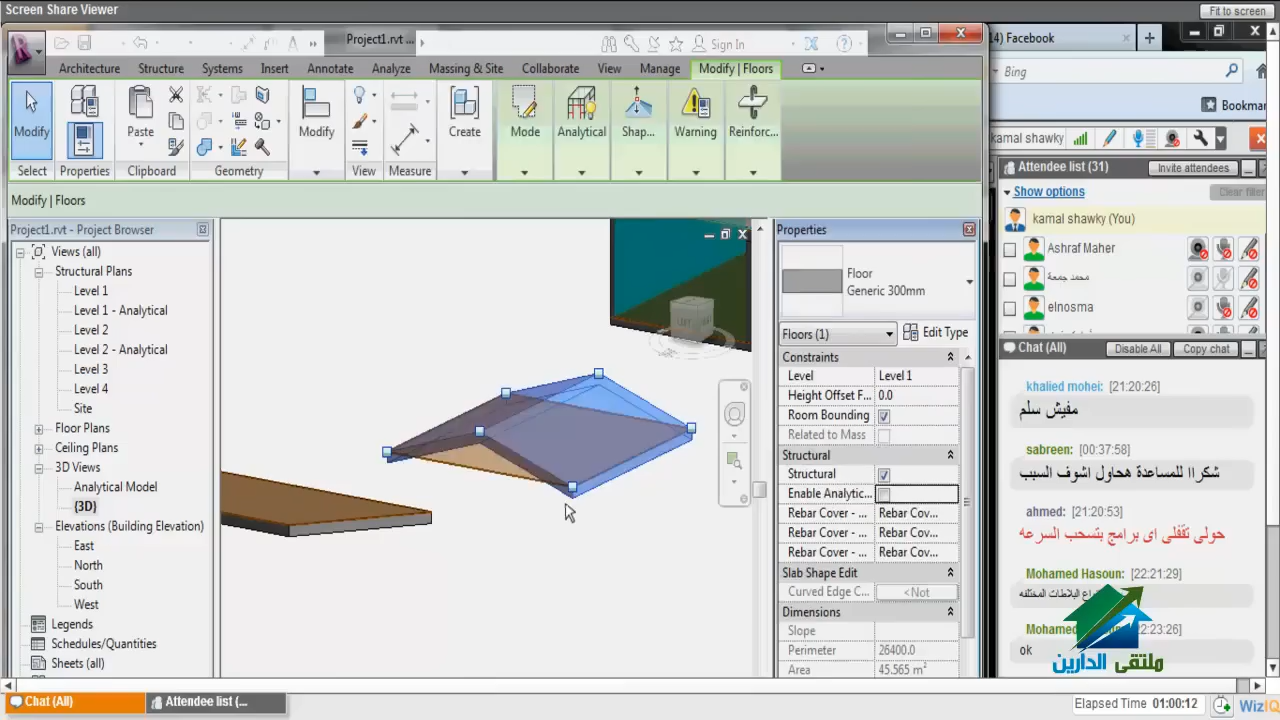 Screen Share Viewer
Fit to screen
Project1.rvt ...
Sign In
14) Facebook
Architecture
Structure
Systems
Insert
Annotate
Analyze
Massing & Site
Collaborate
View
Manage
Modify | Floors
Bing
Bookmar
Modify
Paste
Modify
Create
Mode
Analytical
Shap...
Warning
Reinforc...
kamal shawky
Select
Properties
Clipboard
Geometry
View
Measure
Attendee list (31)
Invite attendees
Show options
Clear filter
Modify | Floors
kamal shawky (You)
Ashraf Maher
محمد جمعة
elnosma
Project1.rvt - Project Browser
Views (all)
Structural Plans
Level 1
Level 1 - Analytical
Level 2
Level 2 - Analytical
Level 3
Level 4
Site
Floor Plans
Ceiling Plans
3D Views
Analytical Model
{3D}
Elevations (Building Elevation)
East
North
South
West
Legends
Schedules/Quantities
Sheets (all)
Properties
Floor
Generic 300mm
Floors (1)
Edit Type
Constraints
Level
Level 1
Height Offset F...
0.0
Room Bounding
Related to Mass
Structural
Structural
Enable Analytic...
Rebar Cover - ...
Rebar Cov...
Rebar Cover - ...
Rebar Cov...
Rebar Cover - ...
Rebar Cov...
Slab Shape Edit
Curved Edge C...
<Not
Dimensions
Slope
Perimeter
26400.0
Area
45.565 m²
Chat (All)
Disable All
Copy chat
khalied mohei: [21:20:26]
مفيش سلم
sabreen: [00:37:58]
شكراا للمساعدة هحاول اشوف السبب
ahmed: [21:20:53]
حولى تقفلى اى برامج بتسحب السرعه
Mohamed Hasoun: [22:21:29]
البلاطات المختلفه
[22:23:26]
ok
ملتقى الدارين
Chat (All)
Attendee list (...
Elapsed Time 01:00:12
WizIQ